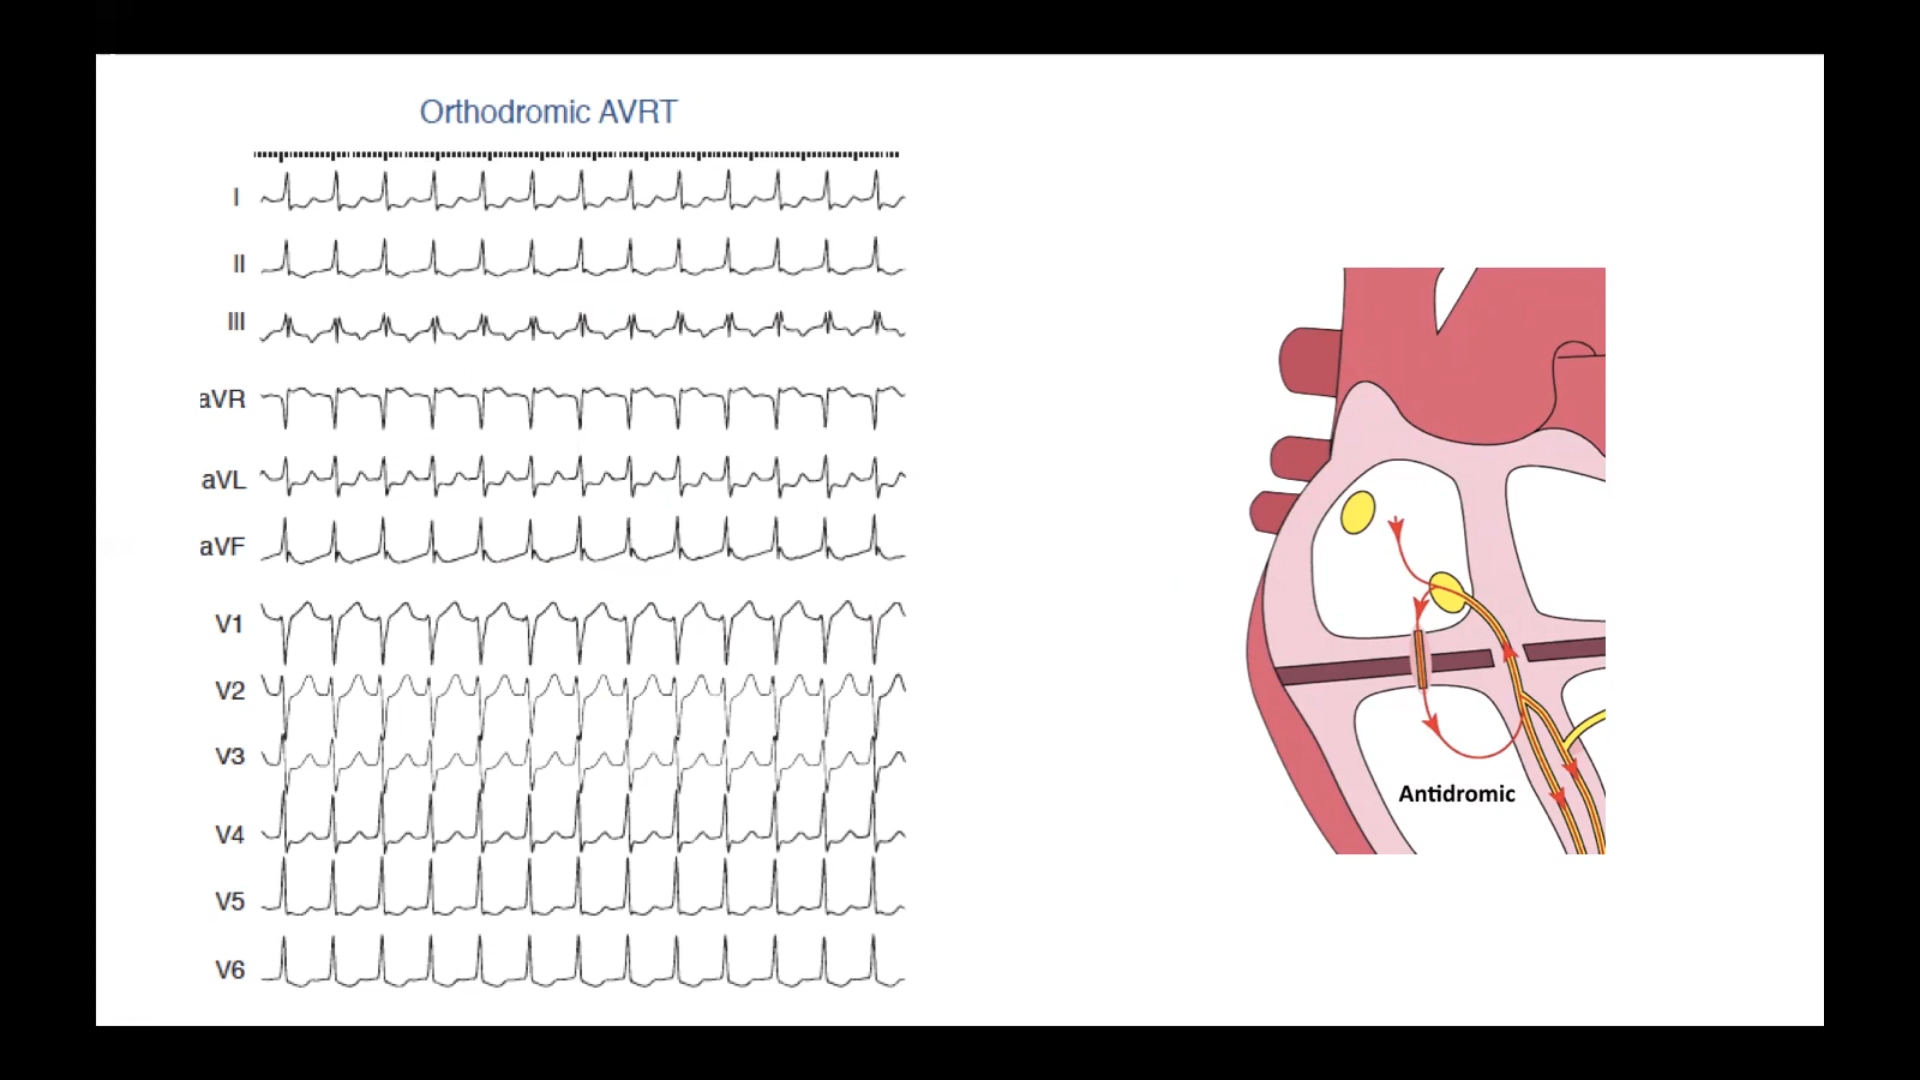 Orthodromic AVRT
I
II
III
aVR
aVL
aVF
V1
V2
V3
V4
V5
V6
Antidromic